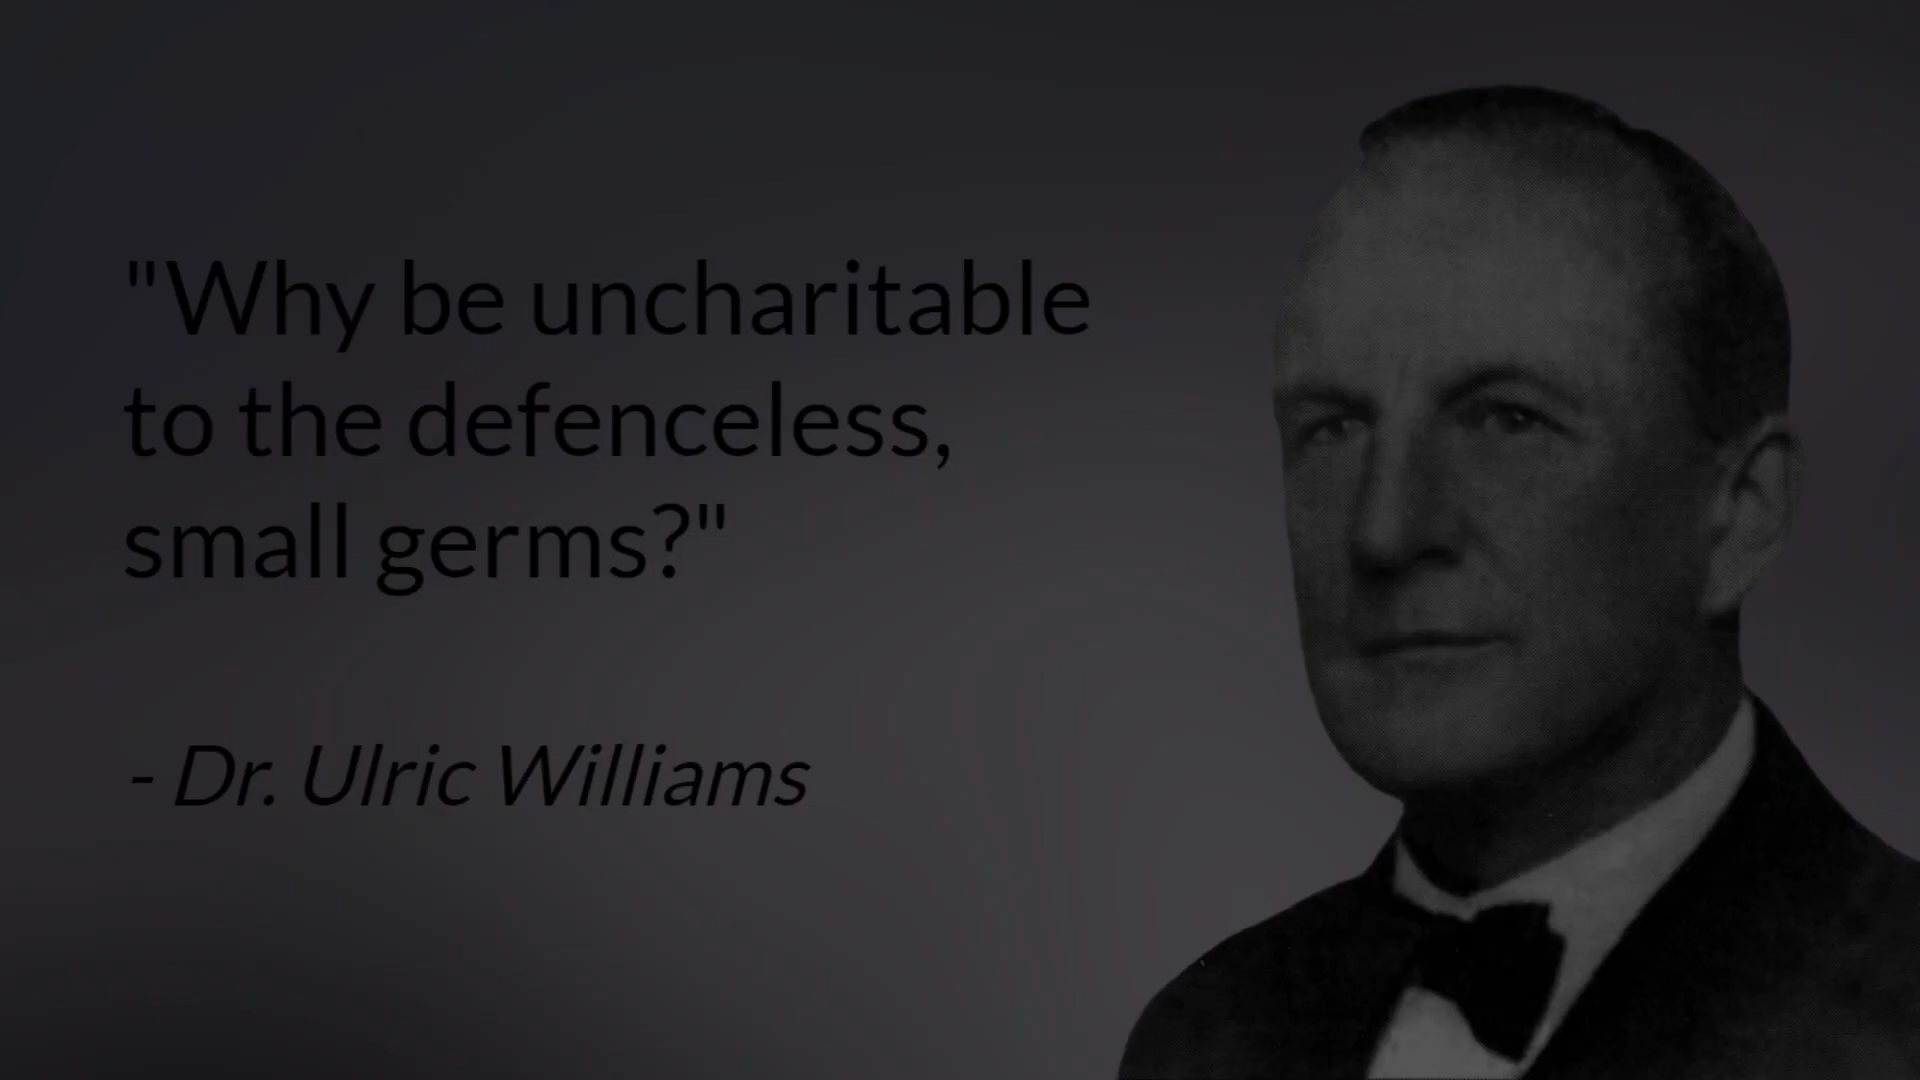 "Why be uncharitable
to the defenceless,
small germs?"
- Dr. Ulric Williams